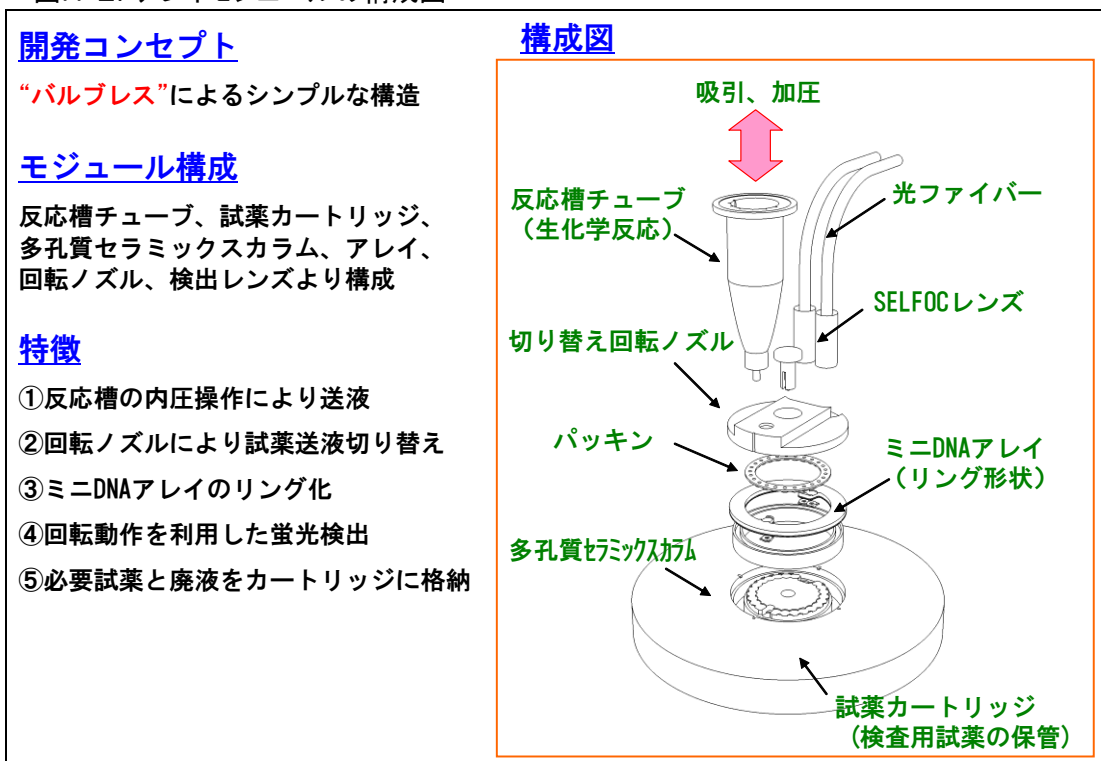 開発コンセプト
“バルブレス”によるシンプルな構造
モジュール構成
反応槽チューブ、試薬カートリッジ、
多孔質セラミックスカラム、アレイ、
回転ノズル、検出レンズより構成
特徴
①反応槽の内圧操作により送液
②回転ノズルにより試薬送液切り替え
③ミニDNAアレイのリング化
④回転動作を利用した蛍光検出
⑤必要試薬と廃液をカートリッジに格納
構成図
吸引、加圧
反応槽チューブ
（生化学反応）
光ファイバー
SELFOCレンズ
切り替え回転ノズル
パッキン
ミニDNAアレイ
（リング形状）
多孔質ｾﾗﾐｯｸｽｶﾗﾑ
試薬カートリッジ
（検査用試薬の保管）